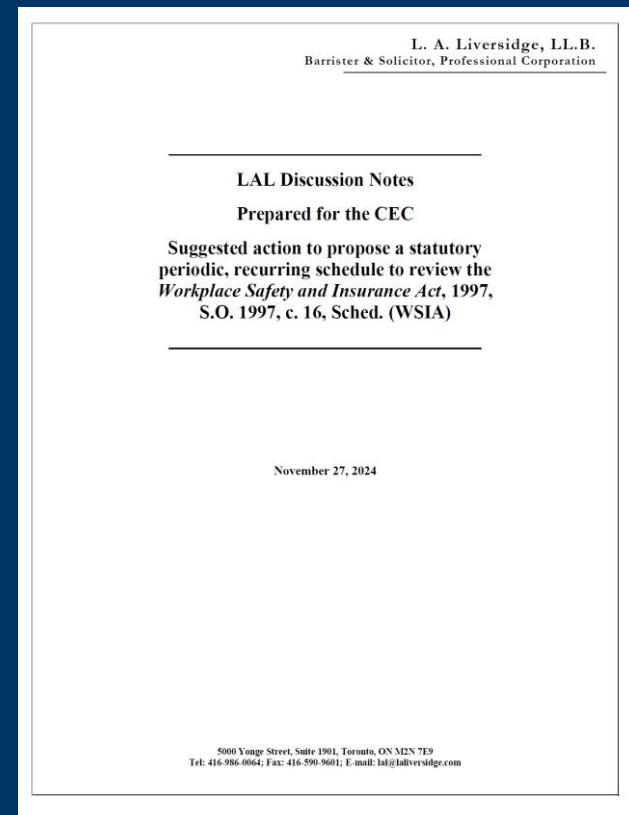 L. A. Liversidge, LL.B.
Barrister & Solicitor, Professional Corporation
LAL Discussion Notes
Prepared for the CEC
Suggested action to propose a statutory
periodic, recurring schedule to review the
Workplace Safety and Insurance Act, 1997,
S.O. 1997, c. 16, Sched. (WSIA)
November 27, 2024
5000 Yonge Street, Suite 1901, Toronto, ON M2N 7E9
Tel: 416-986-0064; Fax: 416-590-9601; E-mail: lal@laliversidge.com